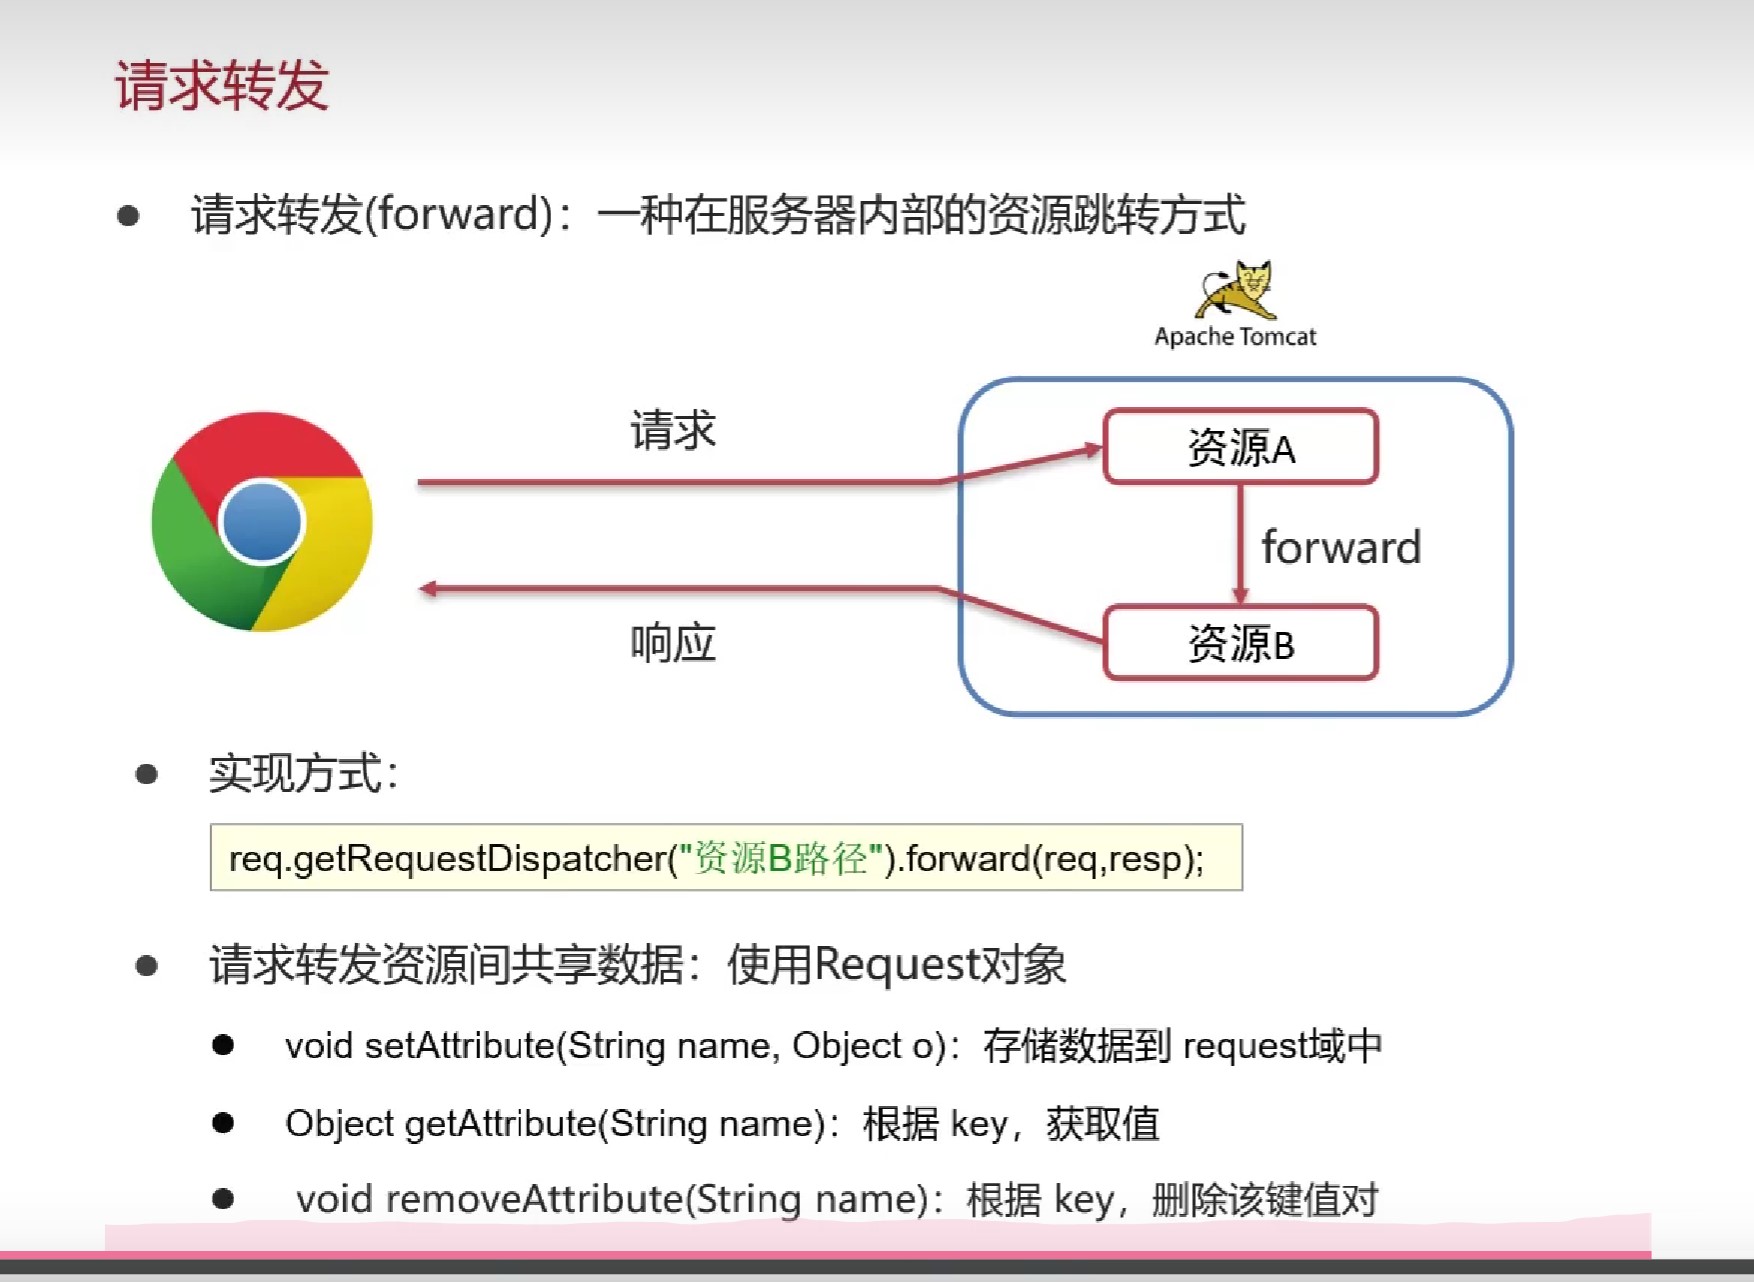 请求转发
请求转发(forward)：一种在服务器内部的资源跳转方式
Apache Tomcat
请求
资源A
forward
响应
资源B
实现方式：
req.getRequestDispatcher("资源B路径").forward(req,resp);
请求转发资源间共享数据：使用Request对象
void setAttribute(String name, Object o)：存储数据到 request域中
Object getAttribute(String name)：根据 key，获取值
void removeAttribute(String name)：根据 key，删除该键值对